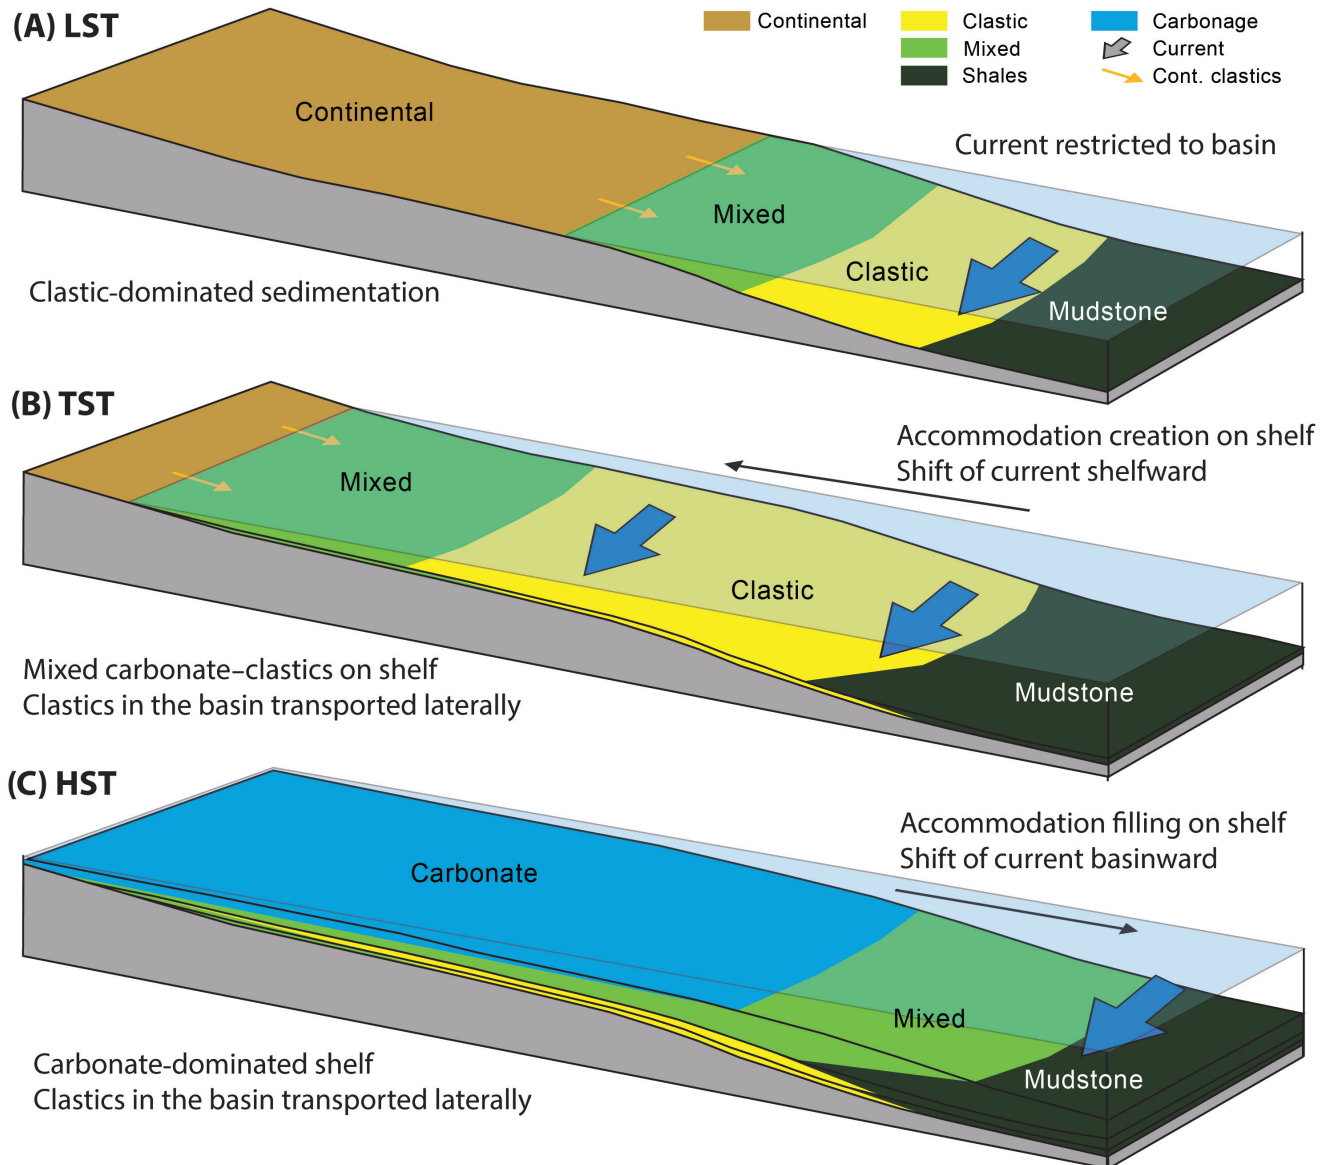 (A) LST
Continental
Clastic
Carbonage
Mixed
Current
Shales
Cont. clastics
Continental
Current restricted to basin
Mixed
Clastic
Mudstone
Clastic-dominated sedimentation
(B) TST
Accommodation creation on shelf
Shift of current shelfward
Mixed
Clastic
Mudstone
Mixed carbonate–clastics on shelf
Clastics in the basin transported laterally
(C) HST
Accommodation filling on shelf
Shift of current basinward
Carbonate
Mixed
Mudstone
Carbonate-dominated shelf
Clastics in the basin transported laterally